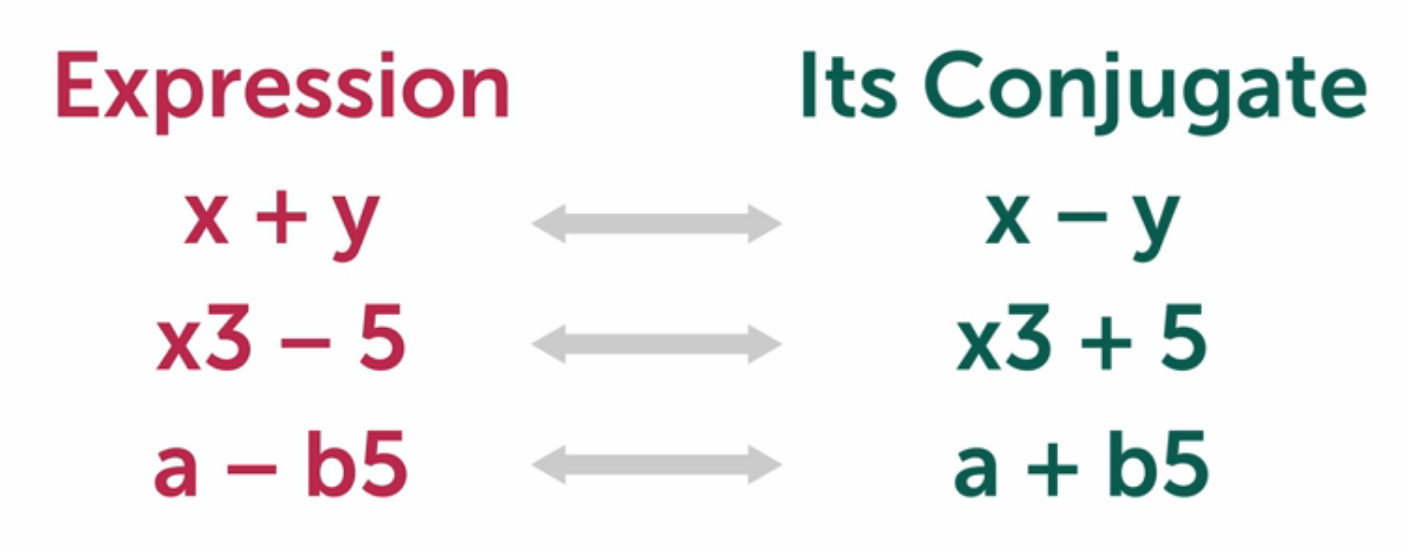 Expression Its Conjugate
x + y x – y
x3 – 5 x3 + 5
a – b5 a + b5